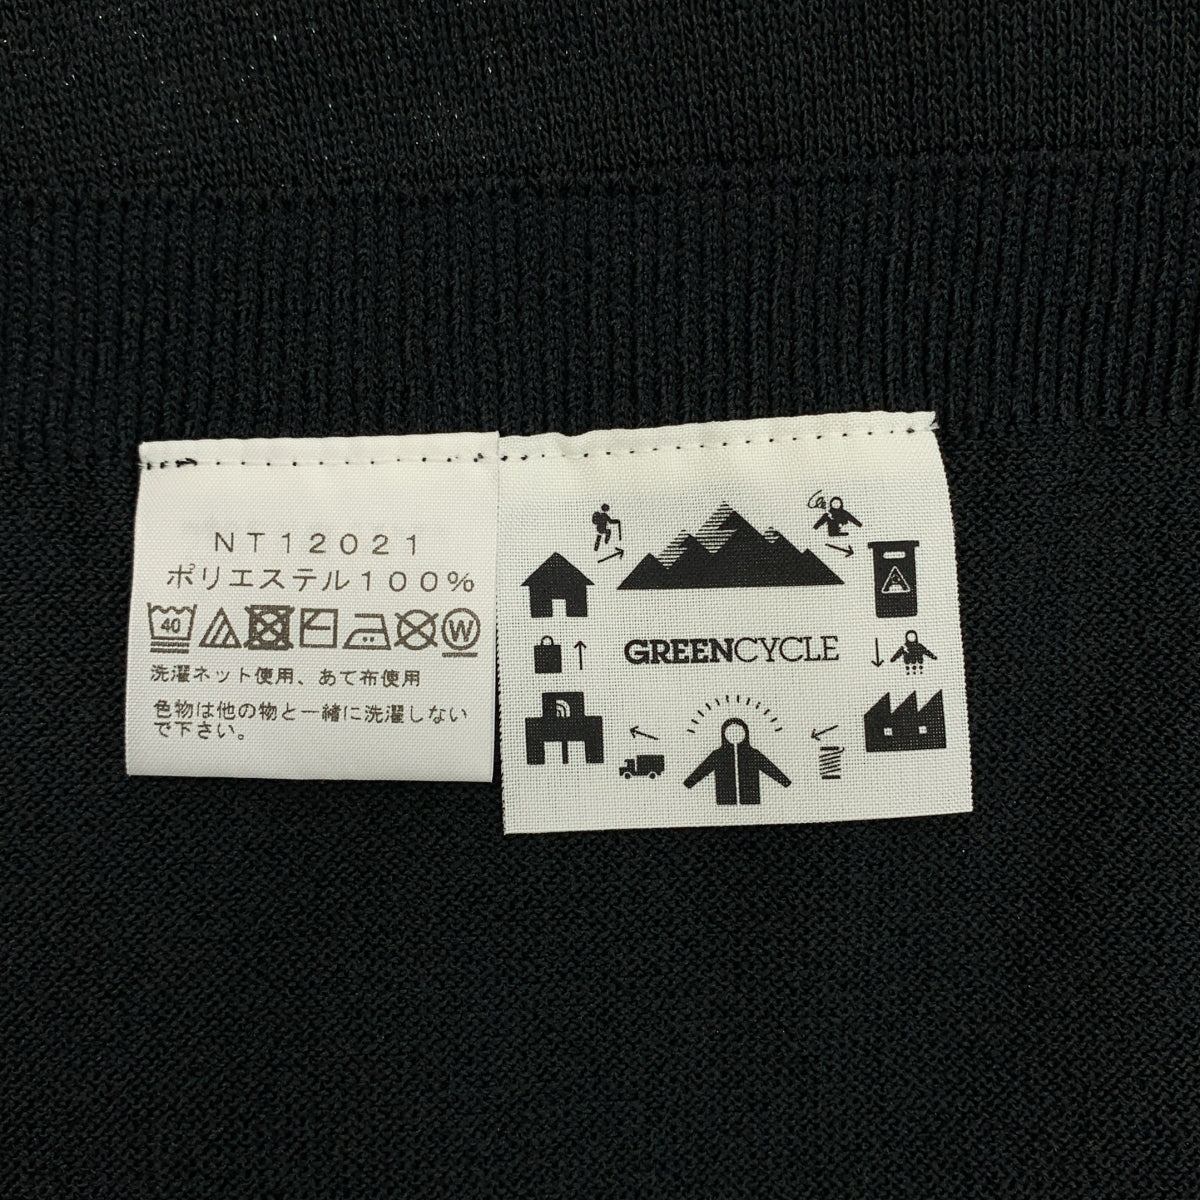 NT12021
ポリエステル100%
40
W
洗濯ネット使用、あて布使用
色物は他の物と一緒に洗濯しない
で下さい。
GREENCYCLE